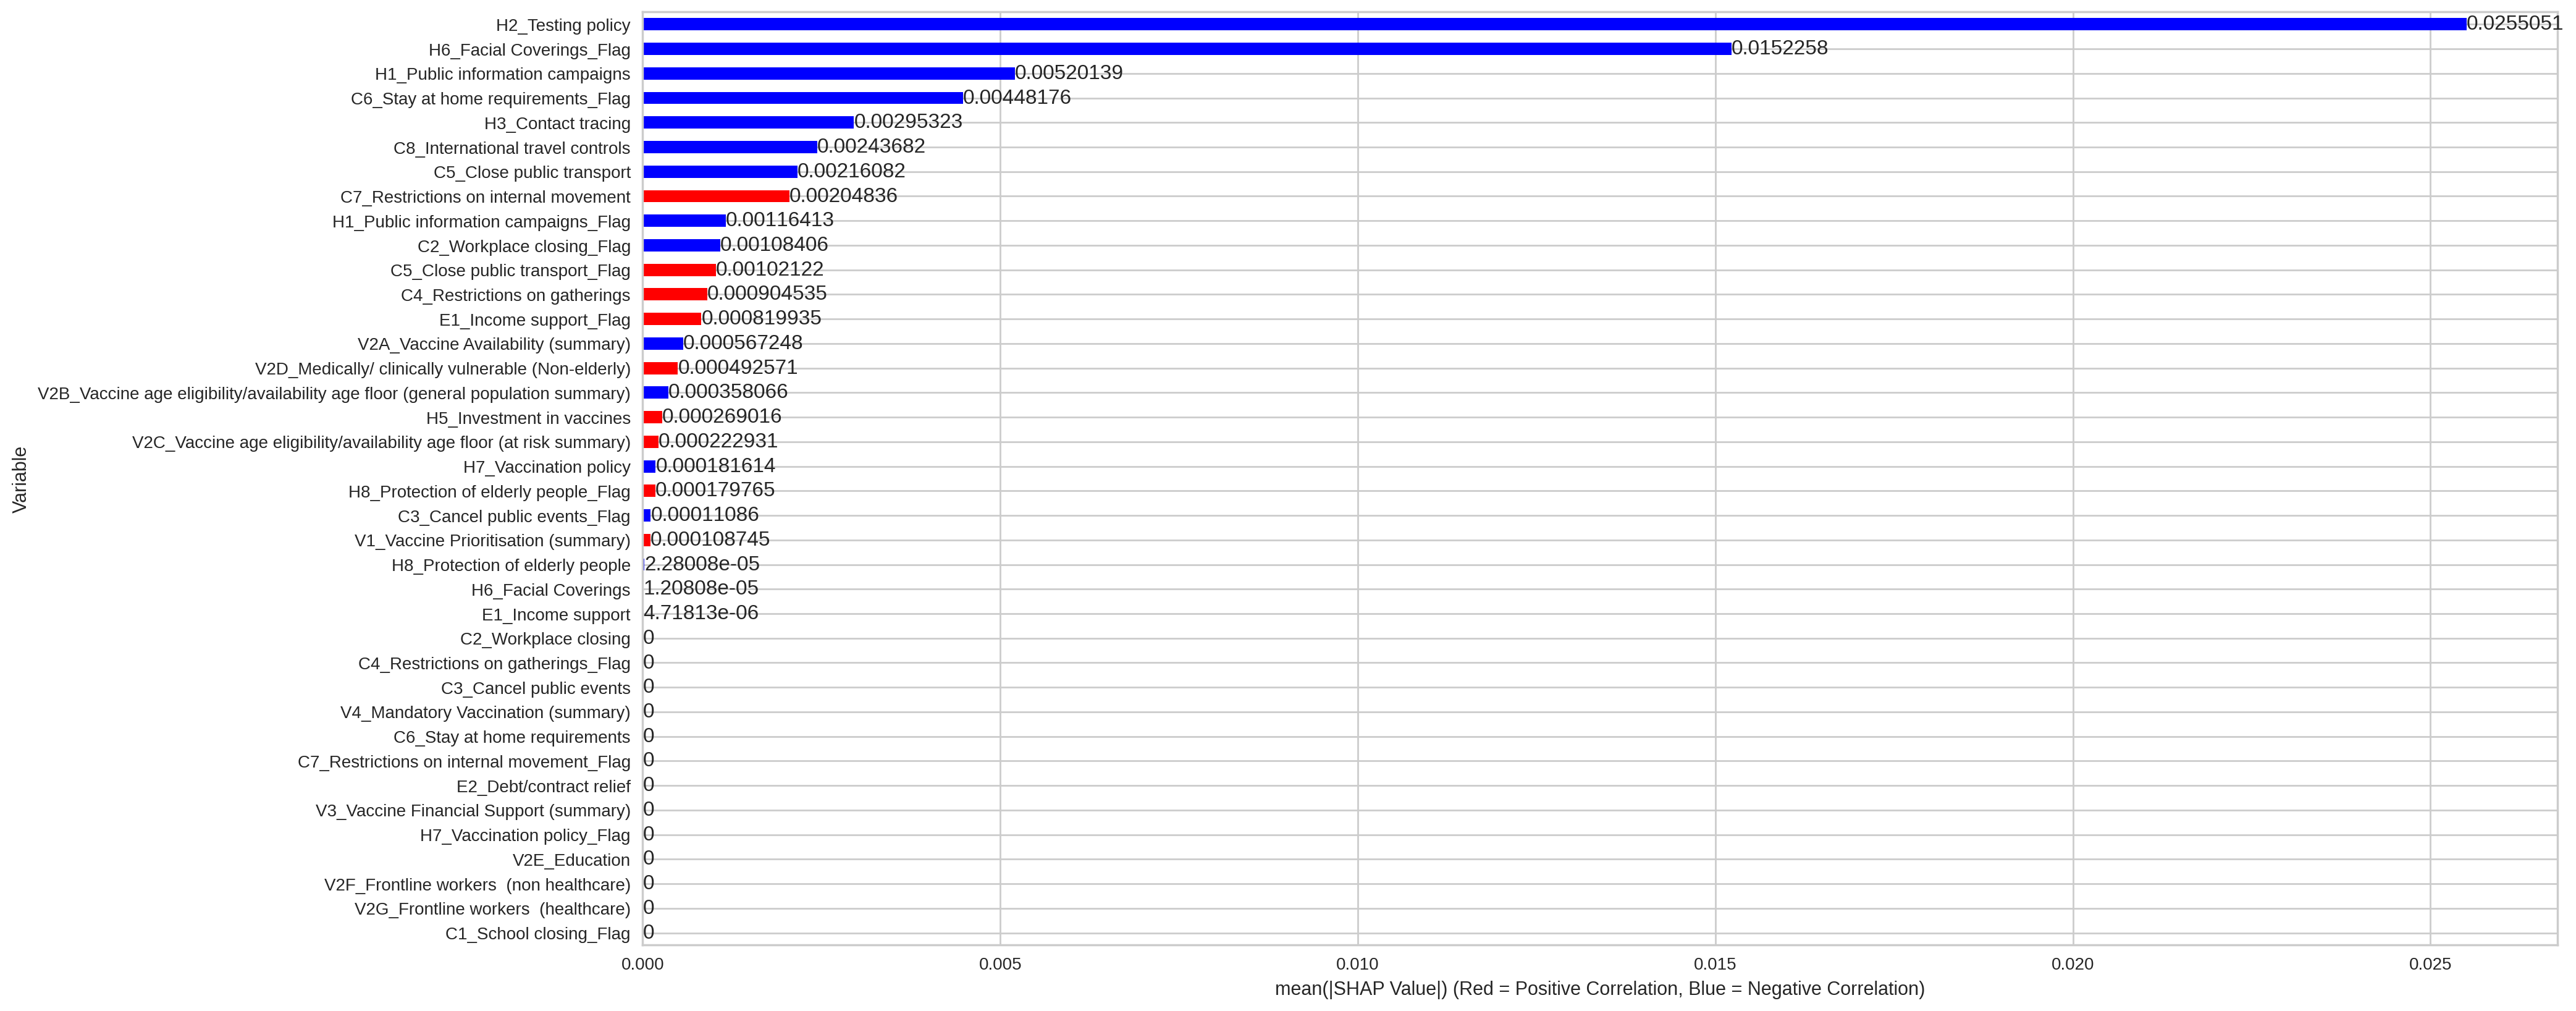 H2_Testing policy 0.0255051
H6_Facial Coverings_Flag 0.0152258
H1_Public information campaigns 0.00520139
C6_Stay at home requirements_Flag 0.00448176
H3_Contact tracing 0.00295323
C8_International travel controls 0.00243682
C5_Close public transport 0.00216082
C7_Restrictions on internal movement 0.00204836
H1_Public information campaigns_Flag 0.00116413
C2_Workplace closing_Flag 0.00108406
C5_Close public transport_Flag 0.00102122
C4_Restrictions on gatherings 0.000904535
E1_Income support_Flag 0.000819935
V2A_Vaccine Availability (summary) 0.000567248
V2D_Medically/ clinically vulnerable (Non-elderly) 0.000492571
V2B_Vaccine age eligibility/availability age floor (general population summary) 0.000358066
H5_Investment in vaccines 0.000269016
V2C_Vaccine age eligibility/availability age floor (at risk summary) 0.000222931
H7_Vaccination policy 0.000181614
H8_Protection of elderly people_Flag 0.000179765
C3_Cancel public events_Flag 0.00011086
V1_Vaccine Prioritisation (summary) 0.000108745
H8_Protection of elderly people 2.28008e-05
H6_Facial Coverings 1.20808e-05
E1_Income support 4.71813e-06
C2_Workplace closing 0
C4_Restrictions on gatherings_Flag 0
C3_Cancel public events 0
V4_Mandatory Vaccination (summary) 0
C6_Stay at home requirements 0
C7_Restrictions on internal movement_Flag 0
E2_Debt/contract relief 0
V3_Vaccine Financial Support (summary) 0
H7_Vaccination policy_Flag 0
V2E_Education 0
V2F_Frontline workers  (non healthcare) 0
V2G_Frontline workers  (healthcare) 0
C1_School closing_Flag 0
Variable
0.000 0.005 0.010 0.015 0.020 0.025
mean(|SHAP Value|) (Red = Positive Correlation, Blue = Negative Correlation)